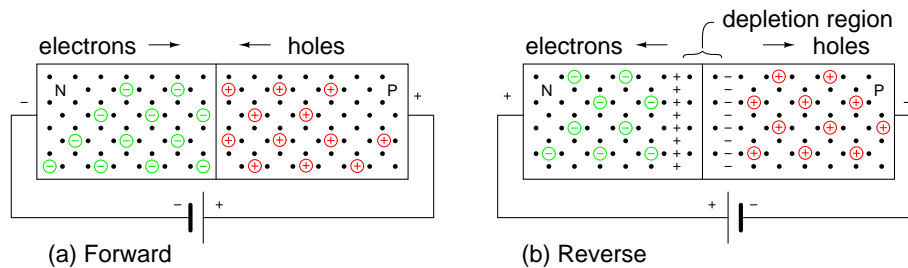 depletion region
electrons holes electrons holes
N P N P
− + + −
− + + −
(a) Forward (b) Reverse